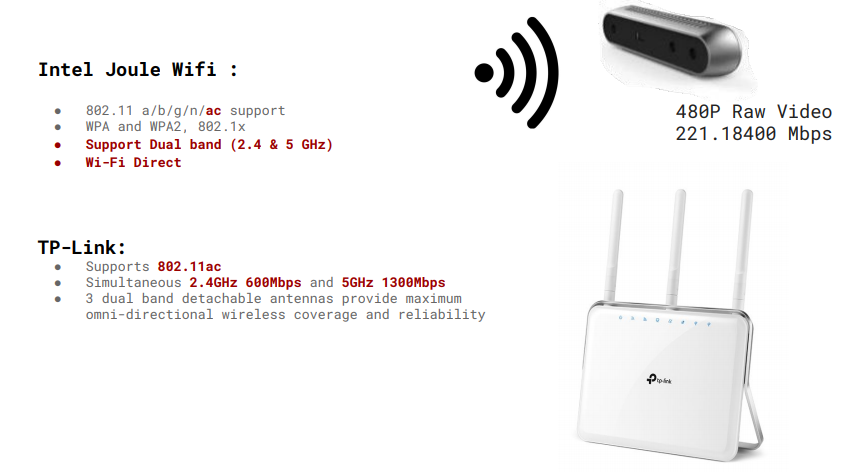 Intel Joule Wifi :
● 802.11 a/b/g/n/ac support
● WPA and WPA2, 802.1x
● Support Dual band (2.4 & 5 GHz)
● Wi-Fi Direct
480P Raw Video
221.18400 Mbps
TP-Link:
● Supports 802.11ac
● Simultaneous 2.4GHz 600Mbps and 5GHz 1300Mbps
● 3 dual band detachable antennas provide maximum
omni-directional wireless coverage and reliability
tp-link